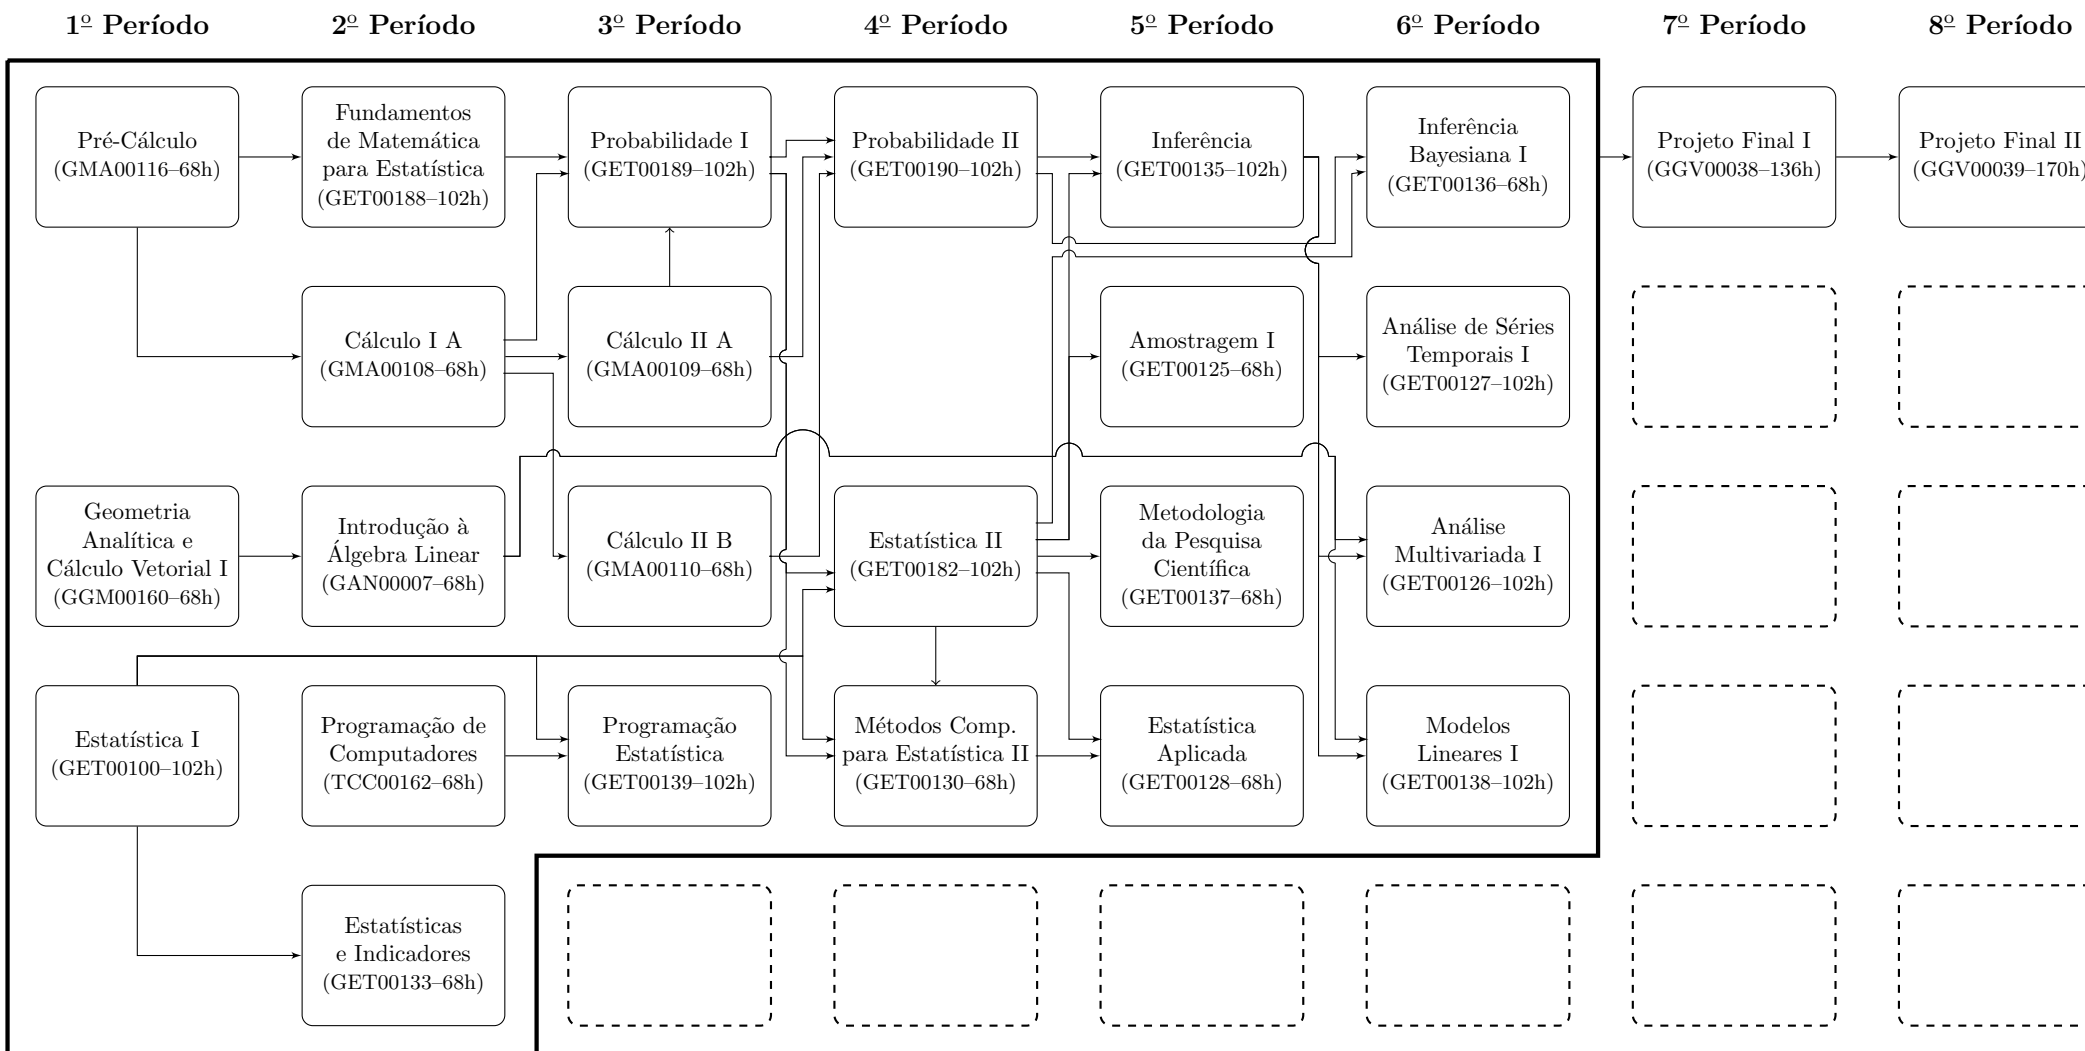 1º Período
2º Período
3º Período
4º Período
5º Período
6º Período
7º Período
8º Período
Pré-Cálculo
(GMA00116–68h)
Fundamentos
de Matemática
para Estatística
(GET00188–102h)
Probabilidade I
(GET00189–102h)
Probabilidade II
(GET00190–102h)
Inferência
(GET00135–102h)
Inferência
Bayesiana I
(GET00136–68h)
Projeto Final I
(GGV00038–136h)
Projeto Final II
(GGV00039–170h)
Cálculo I A
(GMA00108–68h)
Cálculo II A
(GMA00109–68h)
Amostragem I
(GET00125–68h)
Análise de Séries
Temporais I
(GET00127–102h)
Geometria
Analítica e
Cálculo Vetorial I
(GGM00160–68h)
Introdução à
Álgebra Linear
(GAN00007–68h)
Cálculo II B
(GMA00110–68h)
Estatística II
(GET00182–102h)
Metodologia
da Pesquisa
Científica
(GET00137–68h)
Análise
Multivariada I
(GET00126–102h)
Estatística I
(GET00100–102h)
Programação de
Computadores
(TCC00162–68h)
Programação
Estatística
(GET00139–102h)
Métodos Comp.
para Estatística II
(GET00130–68h)
Estatística
Aplicada
(GET00128–68h)
Modelos
Lineares I
(GET00138–102h)
Estatísticas
e Indicadores
(GET00133–68h)